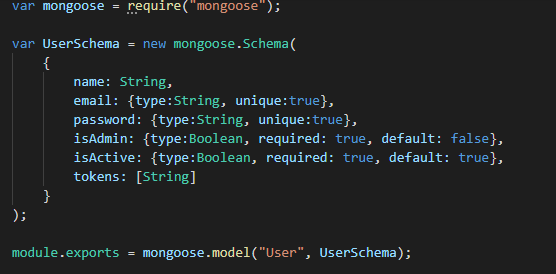 var mongoose = require("mongoose");
var UserSchema = new mongoose.Schema(
{
name: String,
email: {type:String, unique:true},
password: {type:String, unique:true},
isAdmin: {type:Boolean, required: true, default: false},
isActive: {type:Boolean, required: true, default: true},
tokens: [String]
}
);
module.exports = mongoose.model("User", UserSchema);